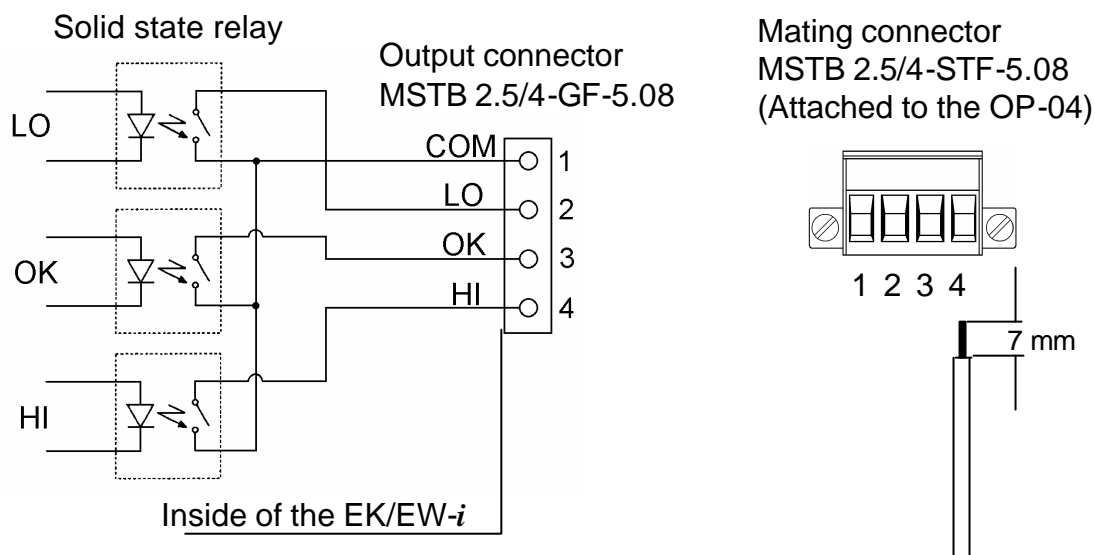 Solid state relay
Output connector
MSTB 2.5/4-GF-5.08
Mating connector
MSTB 2.5/4-STF-5.08
(Attached to the OP-04)
LO
OK
HI
COM
LO
OK
HI
1
2
3
4
1 2 3 4
7 mm
Inside of the EK/EW-i